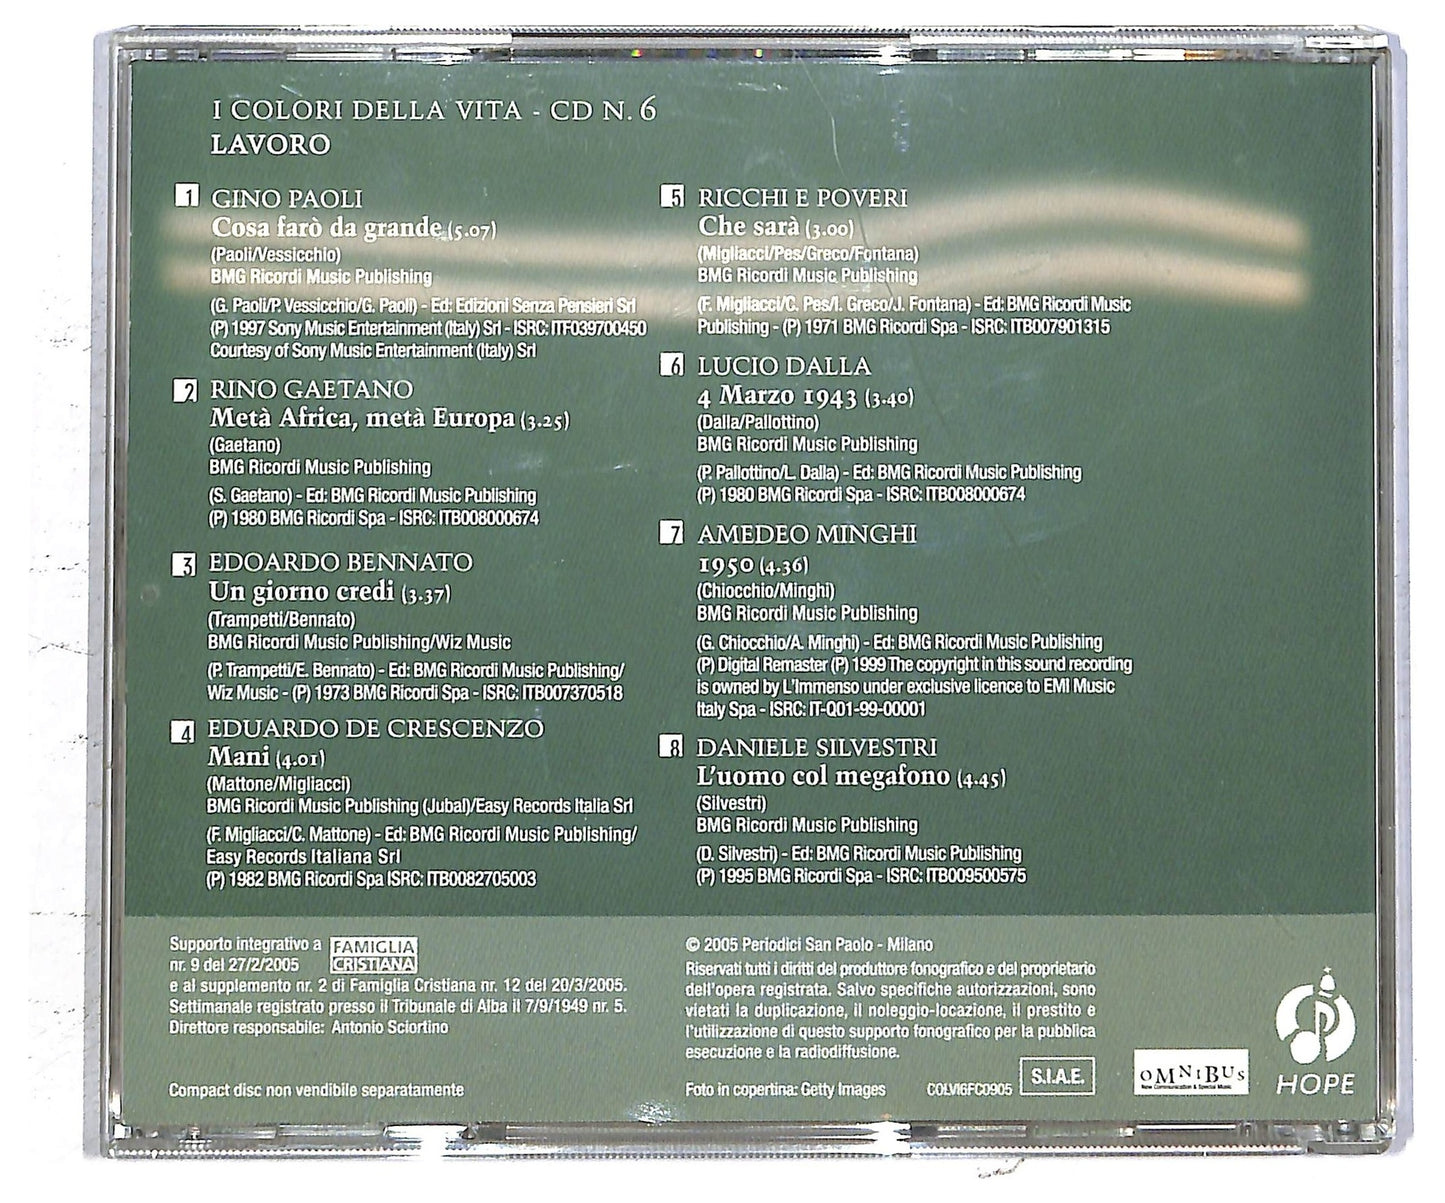 I COLORI DELLA VITA - CD N. 6
LAVORO
1 GINO PAOLI
Cosa farò da grande (5.07)
(Paoli/Vessicchio)
BMG Ricordi Music Publishing
(G. Paoli/P. Vessicchio/G. Paoli) - Ed: Edizioni Senza Pensieri Srl
(P) 1997 Sony Music Entertainment (Italy) Srl - ISRC: ITF039700450
Courtesy of Sony Music Entertainment (Italy) Srl
2 RINO GAETANO
Metà Africa, metà Europa (3.25)
(Gaetano)
BMG Ricordi Music Publishing
(S. Gaetano) - Ed: BMG Ricordi Music Publishing
(P) 1980 BMG Ricordi Spa - ISRC: ITB008000674
3 EDOARDO BENNATO
Un giorno credi (3.37)
(Trampetti/Bennato)
BMG Ricordi Music Publishing/Wiz Music
(P. Trampetti/E. Bennato) - Ed: BMG Ricordi Music Publishing/
Wiz Music - (P) 1973 BMG Ricordi Spa - ISRC: ITB007370518
4 EDUARDO DE CRESCENZO
Mani (4.01)
(Mattone/Migliacci)
BMG Ricordi Music Publishing (Jubal)/Easy Records Italia Srl
(F. Migliacci/C. Mattone) - Ed: BMG Ricordi Music Publishing/
Easy Records Italiana Srl
(P) 1982 BMG Ricordi Spa ISRC: ITB0082705003
5 RICCHI E POVERI
Che sarà (3.00)
(Migliacci/Pes/Greco/Fontana)
BMG Ricordi Music Publishing
(F. Migliacci/C. Pes/I. Greco/J. Fontana) - Ed: BMG Ricordi Music
Publishing - (P) 1971 BMG Ricordi Spa - ISRC: ITB007901315
6 LUCIO DALLA
4 Marzo 1943 (3.40)
(Dalla/Pallottino)
BMG Ricordi Music Publishing
(P. Pallottino/L. Dalla) - Ed: BMG Ricordi Music Publishing
(P) 1980 BMG Ricordi Spa - ISRC: ITB008000674
7 AMEDEO MINGHI
1950 (4.36)
(Chiocchio/Minghi)
BMG Ricordi Music Publishing
(G. Chiocchio/A. Minghi) - Ed: BMG Ricordi Music Publishing
(P) Digital Remaster (P) 1999 The copyright in this sound recording
is owned by L'Immenso under exclusive licence to EMI Music
Italy Spa - ISRC: IT-Q01-99-00001
8 DANIELE SILVESTRI
L'uomo col megafono (4.45)
(Silvestri)
BMG Ricordi Music Publishing
(D. Silvestri) - Ed: BMG Ricordi Music Publishing
(P) 1995 BMG Ricordi Spa - ISRC: ITB009500575
Supporto integrativo a FAMIGLIA CRISTIANA
nr. 9 del 27/2/2005
e al supplemento nr. 2 di Famiglia Cristiana nr. 12 del 20/3/2005.
Settimanale registrato presso il Tribunale di Alba il 7/9/1949 nr. 5.
Direttore responsabile: Antonio Sciortino
Compact disc non vendibile separatamente
© 2005 Periodici San Paolo - Milano
Riservati tutti i diritti del produttore fonografico e del proprietario
dell'opera registrata. Salvo specifiche autorizzazioni, sono
vietati la duplicazione, il noleggio-locazione, il prestito e
l'utilizzazione di questo supporto fonografico per la pubblica
esecuzione e la radiodiffusione.
Foto in copertina: Getty Images
COLVI6FC0905
S.I.A.E.
OMNIBUS
New Communication & Special Music
HOPE